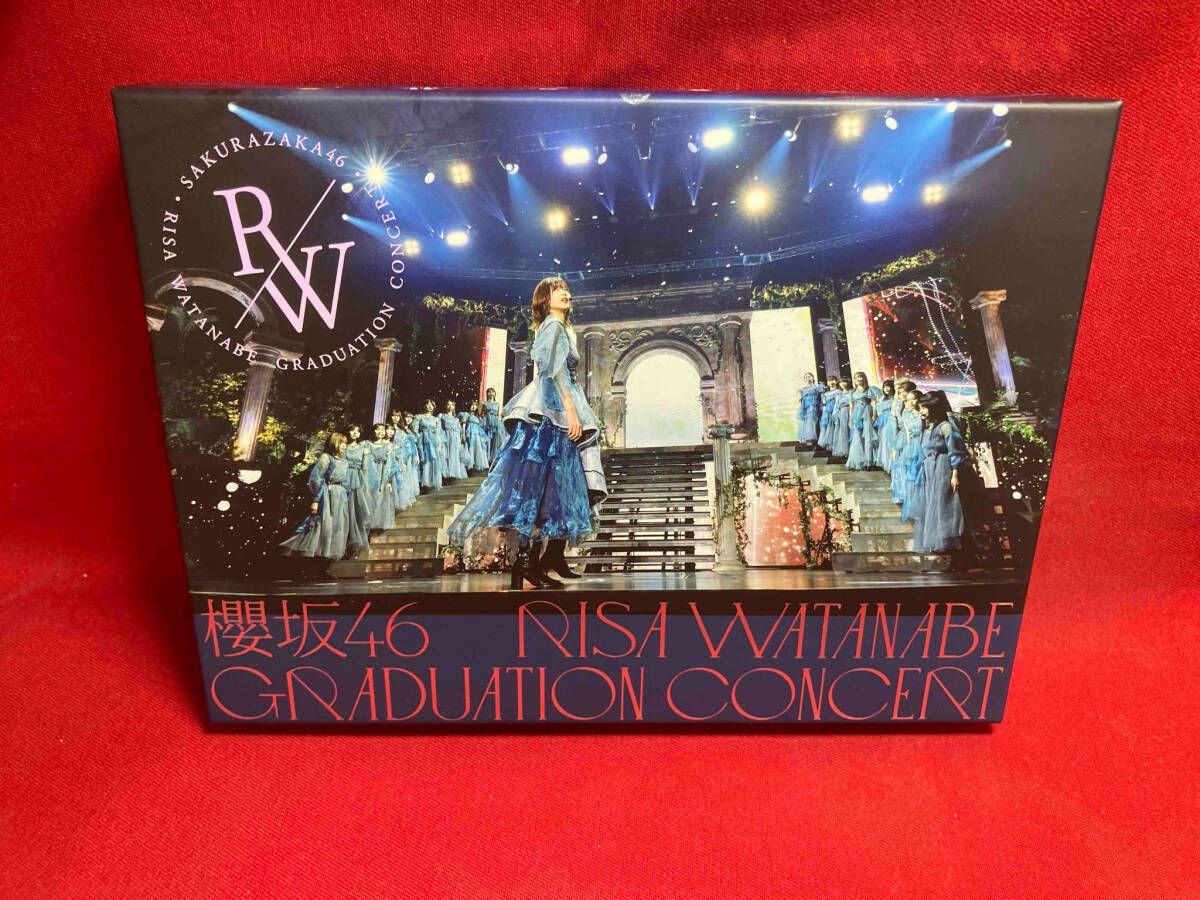 SAKURAZAKA46 • RISA WATANABE GRADUATION CONCERT •
R/W
櫻坂46 RISA WATANABE
GRADUATION CONCERT